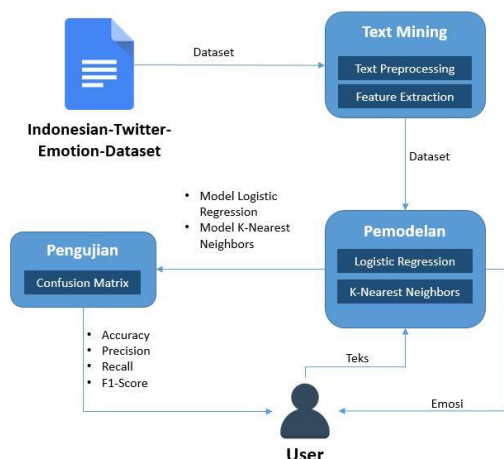 Text Mining
Dataset
Text Preprocessing
Feature Extraction
Indonesian-Twitter-
Emotion-Dataset
Dataset
• Model Logistic
Regression
• Model K-Nearest
Neighbors
Pemodelan
Logistic Regression
K-Nearest Neighbors
Pengujian
Confusion Matrix
• Accuracy
• Precision
• Recall
• F1-Score
Teks
Emosi
User